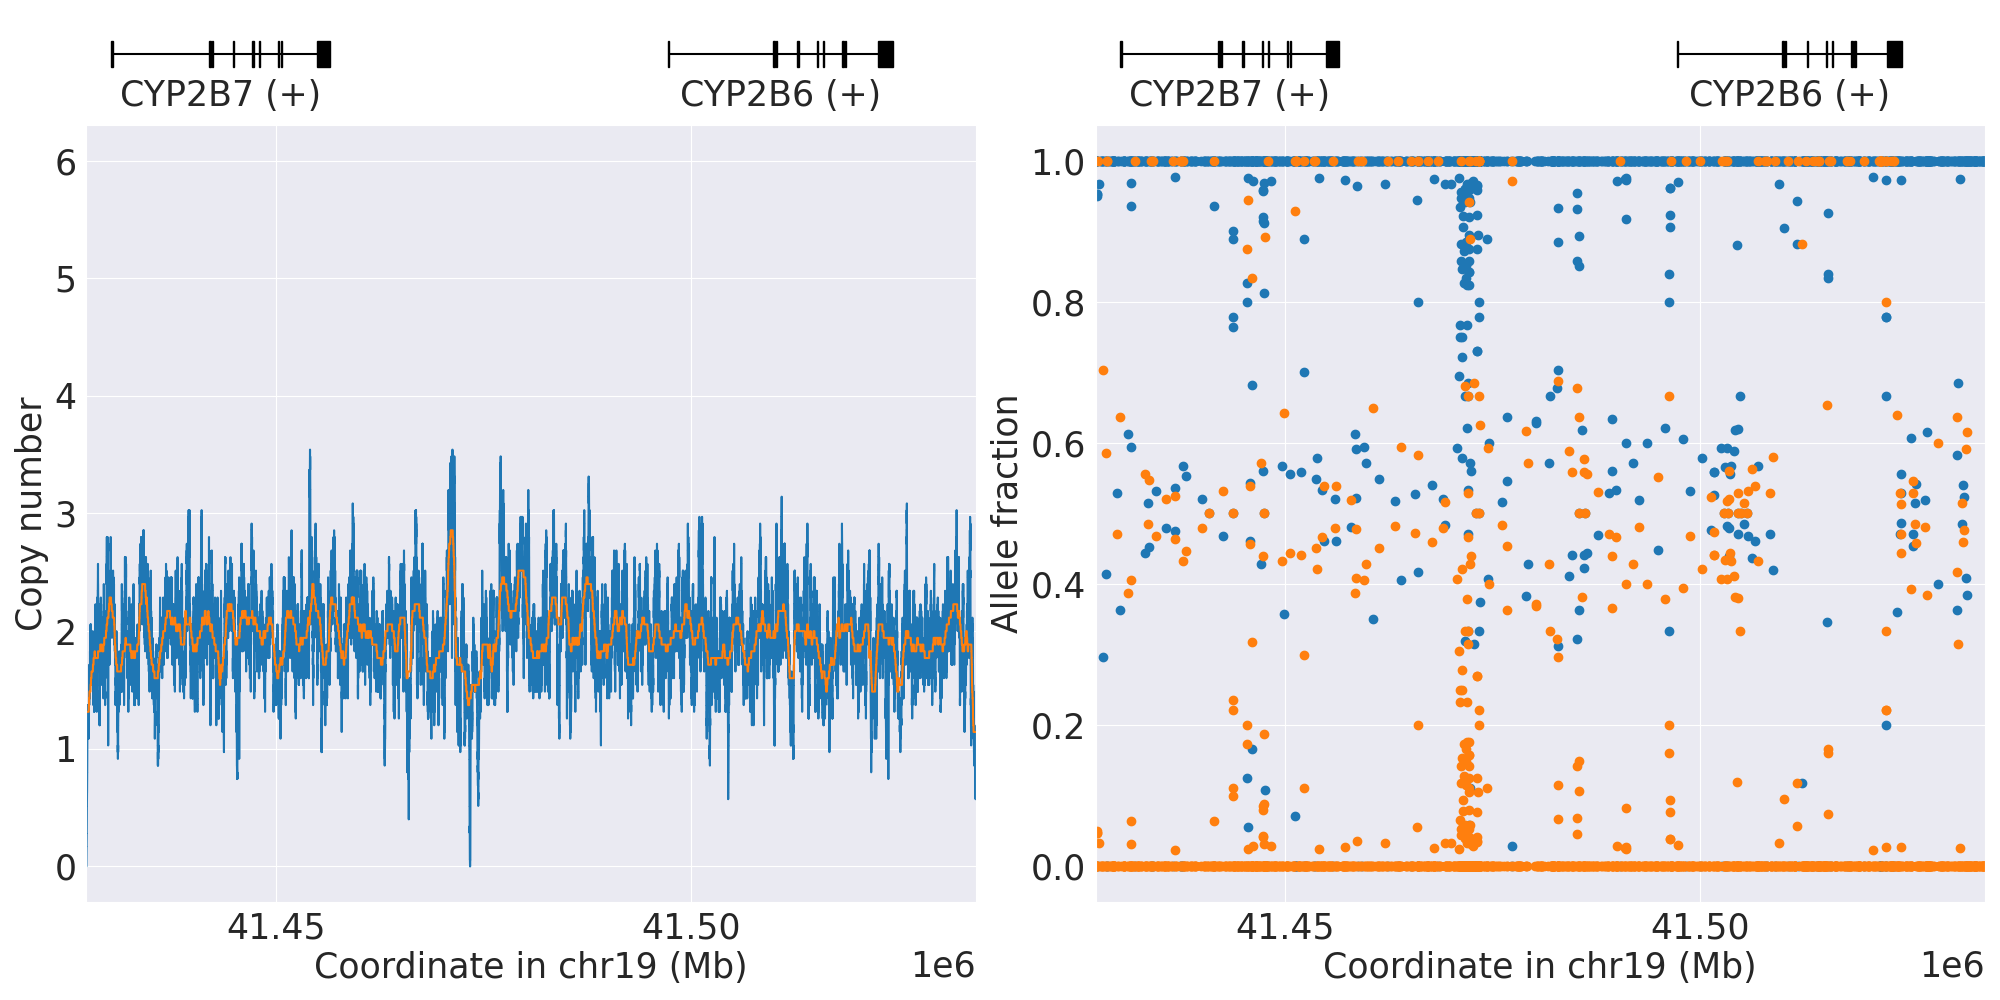 CYP2B7 (+)
CYP2B6 (+)
6
5
4
3
2
1
0
Copy number
41.45
41.50
Coordinate in chr19 (Mb)
1e6
CYP2B7 (+)
CYP2B6 (+)
1.0
0.8
0.6
0.4
0.2
0.0
Allele fraction
41.45
41.50
Coordinate in chr19 (Mb)
1e6